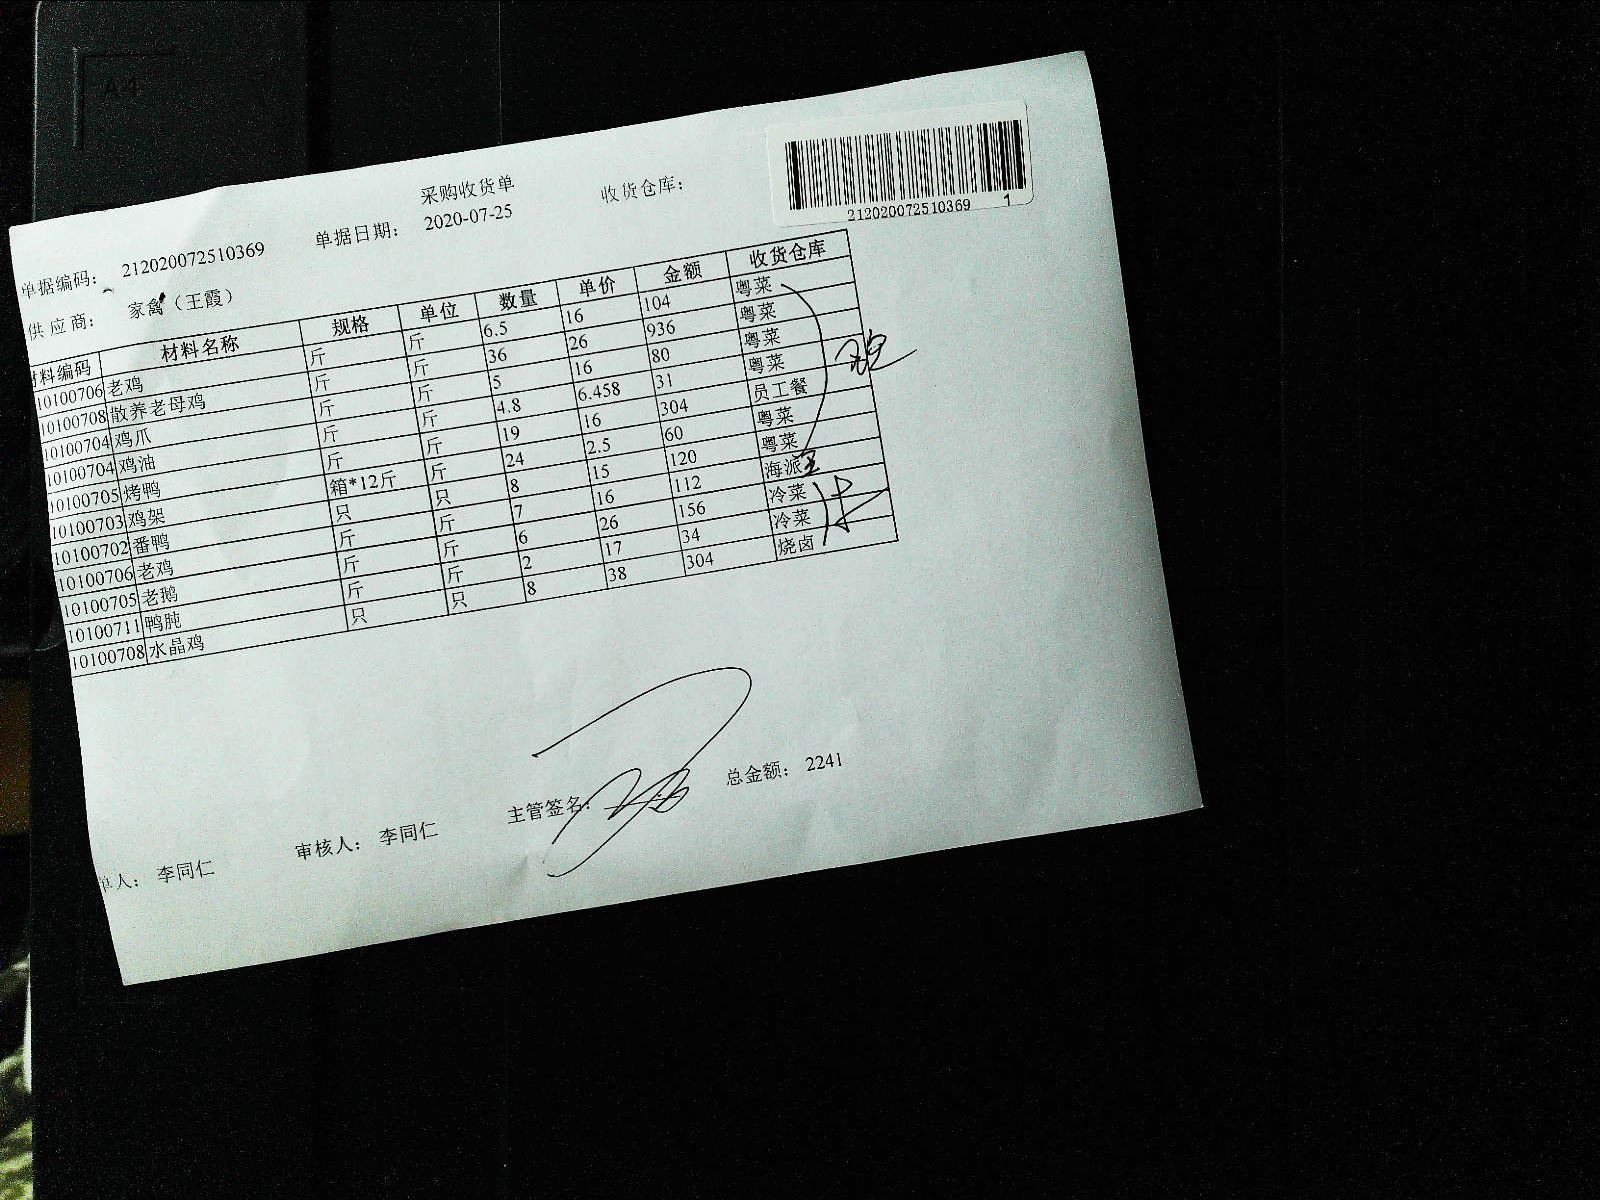 A4
采购收货单
212020072510369 1
单据编码: 212020072510369 单据日期: 2020-07-25 收货仓库:
供应商: 家禽（王霞）
材料编码 材料名称 规格 单位 数量 单价 金额 收货仓库
10100706 老鸡 斤 斤 6.5 16 104 粤菜
10100708 散养老母鸡 斤 斤 36 26 936 粤菜
10100704 鸡爪 斤 斤 5 16 80 粤菜
10100704 鸡油 斤 斤 4.8 6.458 31 粤菜
10100705 烤鸭 斤 斤 19 16 304 员工餐
10100703 鸡架 箱*12斤 斤 24 2.5 60 粤菜
10100702 番鸭 只 只 8 15 120 粤菜
10100706 老鸡 斤 斤 7 16 112 海派
10100705 老鹅 斤 斤 6 26 156 冷菜
10100711 鸭肫 斤 斤 2 17 34 冷菜
10100708 水晶鸡 只 只 8 38 304 烧卤
单人: 李同仁 审核人: 李同仁 主管签名: 总金额: 2241